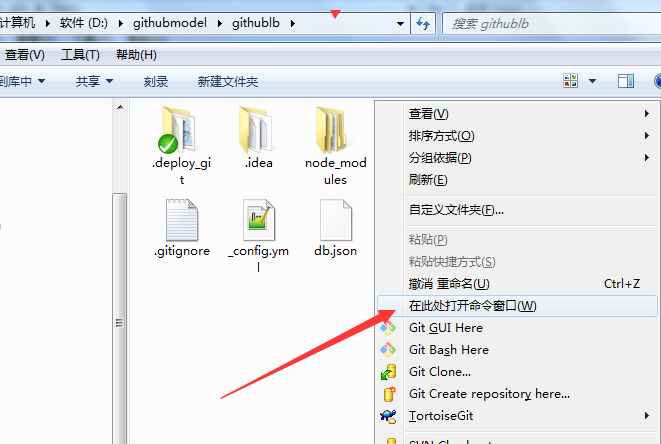 计算机 ▸ 软件 (D:) ▸ githubmodel ▸ githublb ▸
搜索 githublb
查看(V) 工具(T) 帮助(H)
到库中 共享 刻录 新建文件夹
.deploy_git
.idea
node_modules
.gitignore
_config.yml
db.json
查看(V)
排序方式(O)
分组依据(P)
刷新(E)
自定义文件夹(F)...
粘贴(P)
粘贴快捷方式(S)
撤消 重命名(U) Ctrl+Z
在此处打开命令窗口(W)
Git GUI Here
Git Bash Here
Git Clone...
Git Create repository here...
TortoiseGit